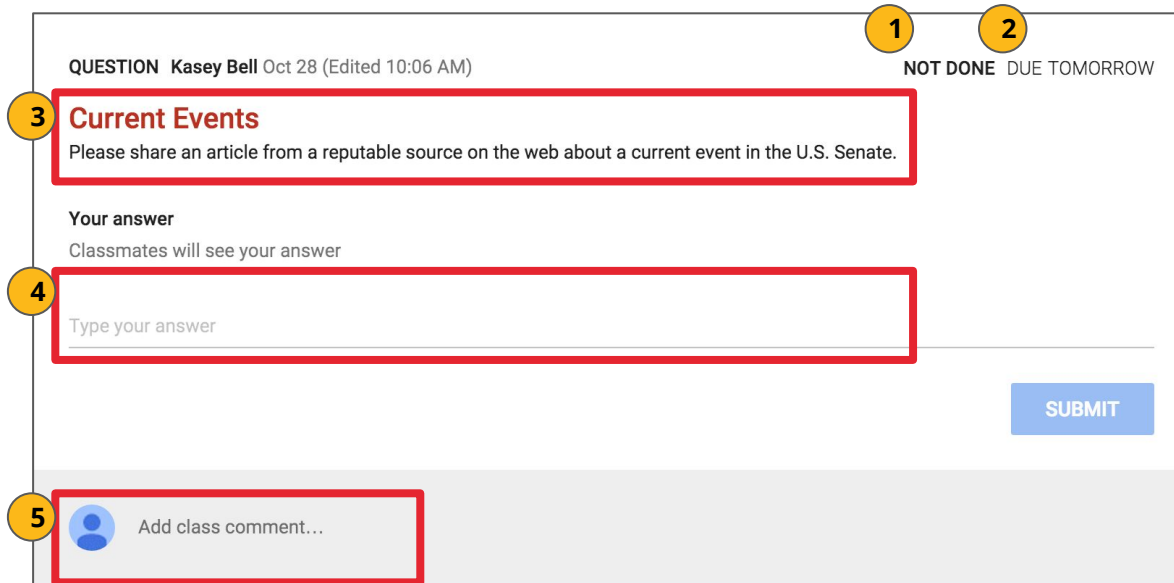 1 2
QUESTION Kasey Bell Oct 28 (Edited 10:06 AM) NOT DONE DUE TOMORROW
3 Current Events
Please share an article from a reputable source on the web about a current event in the U.S. Senate.
Your answer
Classmates will see your answer
4
Type your answer
SUBMIT
5 Add class comment...